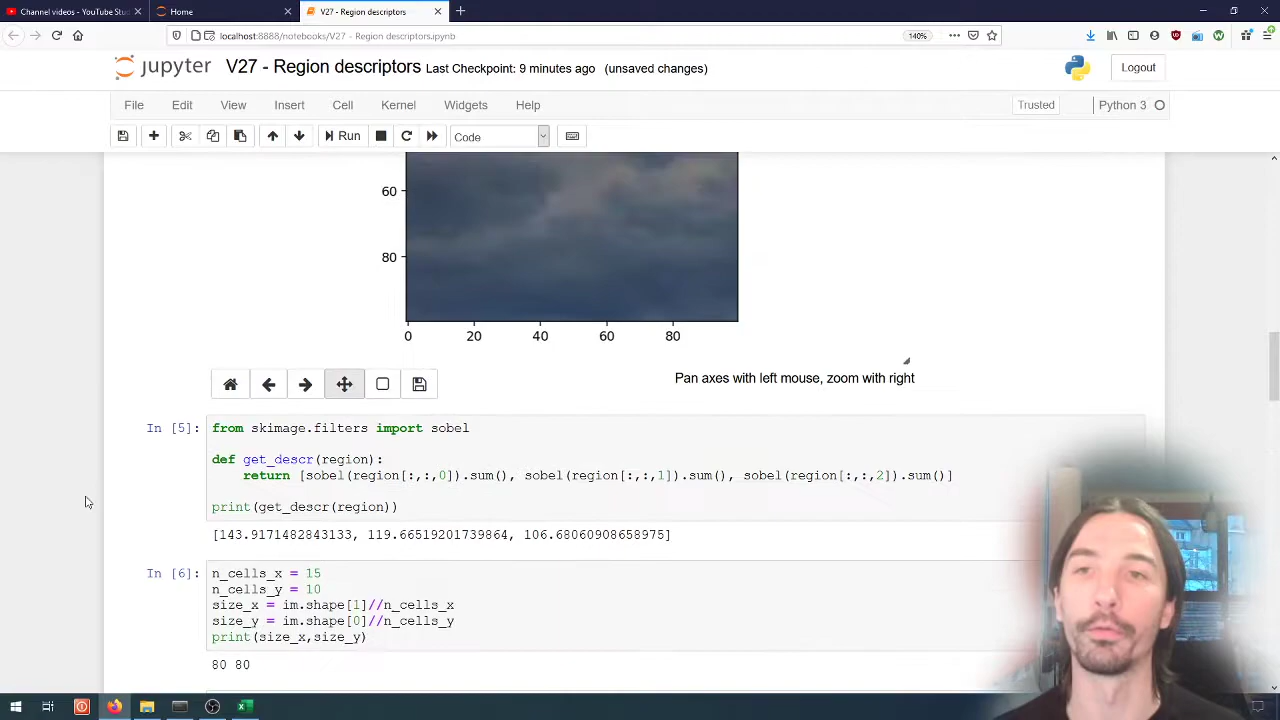 Channel videos - YouTube Stu
Home
V27 - Region descriptors
localhost:8888/notebooks/V27 - Region descriptors.ipynb
140%
jupyter
V27 - Region descriptors Last Checkpoint: 9 minutes ago (unsaved changes)
Logout
File Edit View Insert Cell Kernel Widgets Help
Trusted
Python 3
Run
Code
60
80
0 20 40 60 80
Pan axes with left mouse, zoom with right
In [5]:
from skimage.filters import sobel
def get_descr(region):
return [sobel(region[:,:,0]).sum(), sobel(region[:,:,1]).sum(), sobel(region[:,:,2]).sum()]
print(get_descr(region))
[143.9171482843133, 119.66519201733864, 106.68060908658975]
In [6]:
n_cells_x = 15
n_cells_y = 10
size_x = im.shape[1]//n_cells_x
size_y = im.shape[0]//n_cells_y
print(size_x,size_y)
80 80